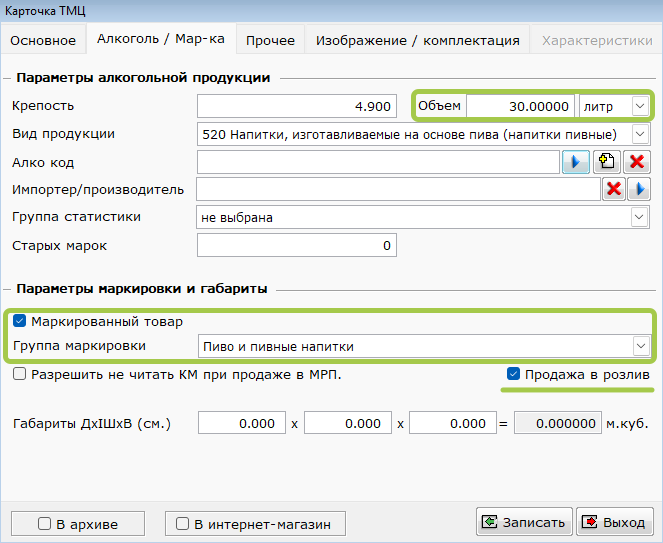 Карточка ТМЦ
Основное Алкоголь / Мар-ка Прочее Изображение / комплектация Характеристики
Параметры алкогольной продукции
Крепость 4.900 Объем 30.00000 литр
Вид продукции 520 Напитки, изготавливаемые на основе пива (напитки пивные)
Алко код
Импортер/производитель
Группа статистики не выбрана
Старых марок 0
Параметры маркировки и габариты
Маркированный товар
Группа маркировки Пиво и пивные напитки
Разрешить не читать КМ при продаже в МРП. Продажа в розлив
Габариты ДхШхВ (см.) 0.000 x 0.000 x 0.000 = 0.000000 м.куб.
В архиве В интернет-магазин Записать Выход